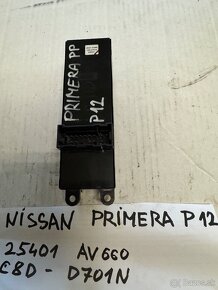 PRIMERA PP
P12
NISSAN PRIMERA P12
25401 AV660
C8D - D701N